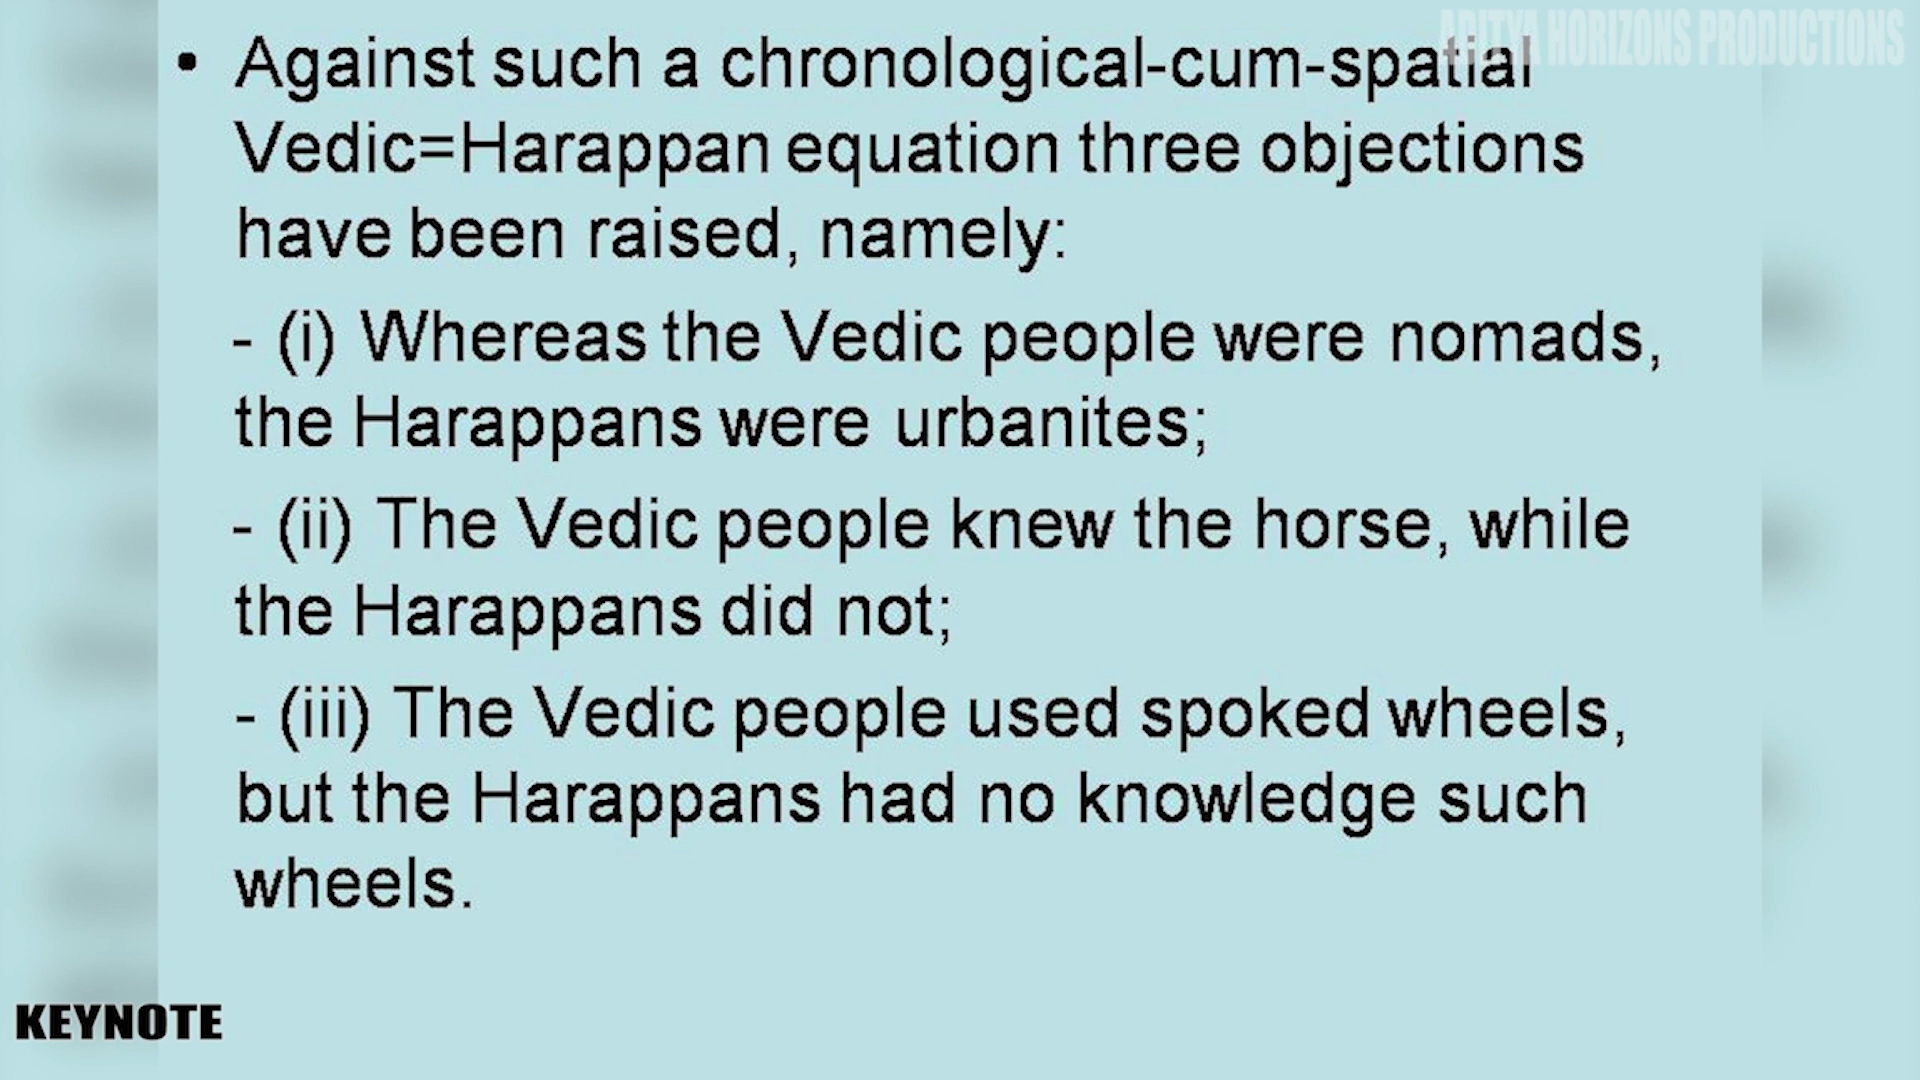 ADITYA HORIZONS PRODUCTIONS
• Against such a chronological-cum-spatial
Vedic=Harappan equation three objections
have been raised, namely:
- (i) Whereas the Vedic people were nomads,
the Harappans were urbanites;
- (ii) The Vedic people knew the horse, while
the Harappans did not;
- (iii) The Vedic people used spoked wheels,
but the Harappans had no knowledge such
wheels.
KEYNOTE